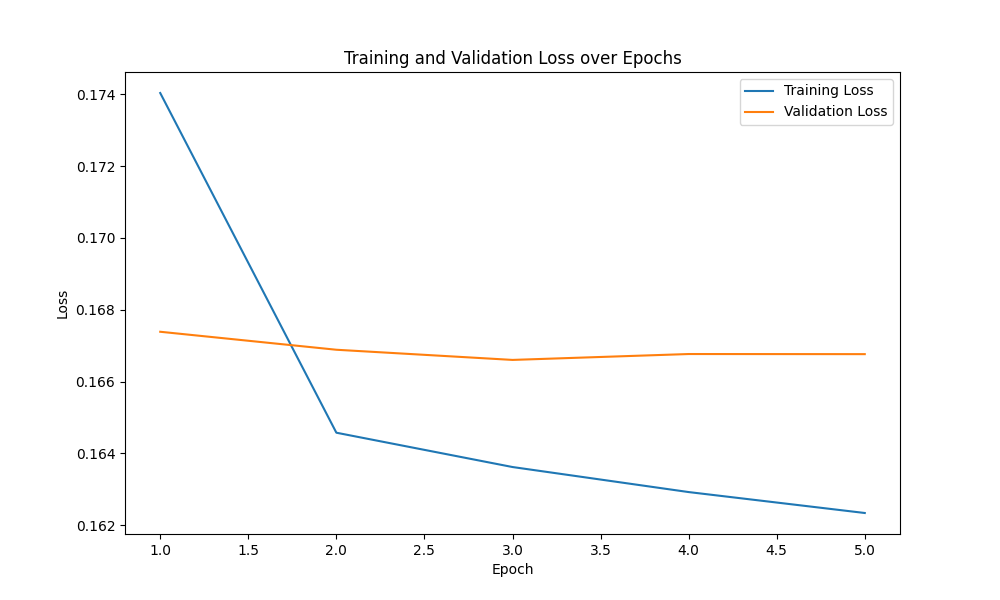 Training and Validation Loss over Epochs
Training Loss
Validation Loss
0.174
0.172
0.170
0.168
0.166
0.164
0.162
Loss
1.0 1.5 2.0 2.5 3.0 3.5 4.0 4.5 5.0
Epoch